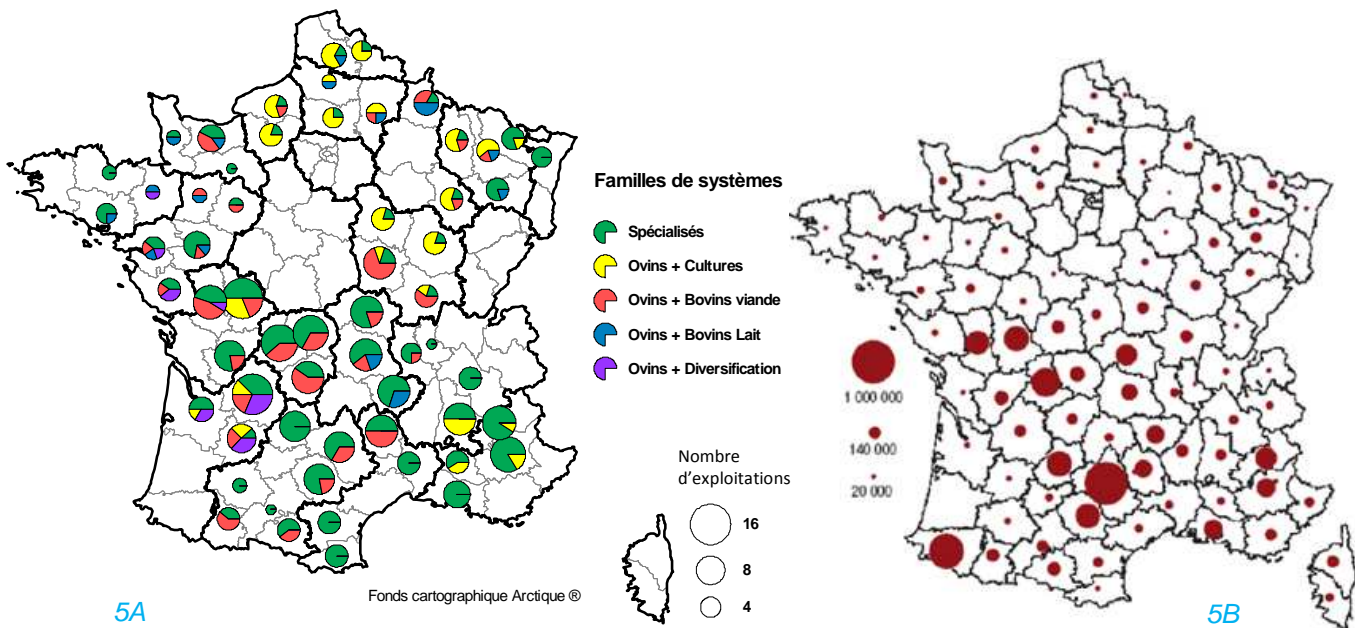 Familles de systèmes
Spécialisés
Ovins + Cultures
Ovins + Bovins viande
Ovins + Bovins Lait
Ovins + Diversification
Nombre
d'exploitations
16
8
4
Fonds cartographique Arctique ®
5A
1 000 000
140 000
20 000
5B